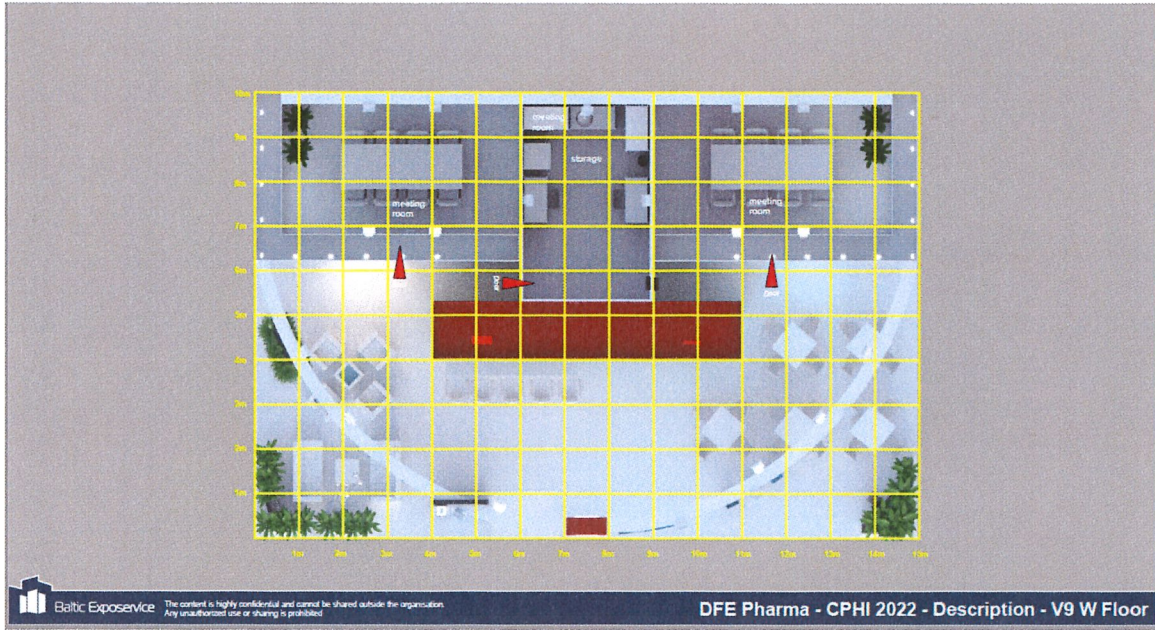 10m
9m
8m
7m
6m
5m
4m
3m
2m
1m
storage
room
meeting
room
meeting
room
Door
Door
1m
2m
3m
4m
5m
6m
7m
8m
9m
10m
11m
12m
13m
14m
15m
Baltic Exposervice
The content is highly confidential and cannot be shared outside the organisation.
Any unauthorized use or sharing is prohibited
DFE Pharma - CPHI 2022 - Description - V9 W Floor